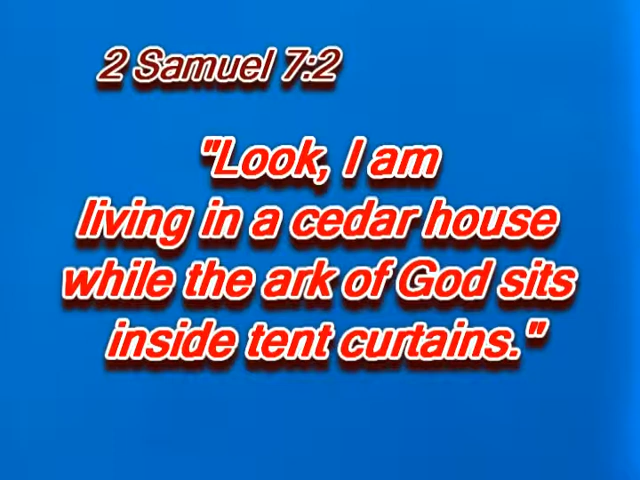 2 Samuel 7:2
"Look, I am
living in a cedar house
while the ark of God sits
inside tent curtains."